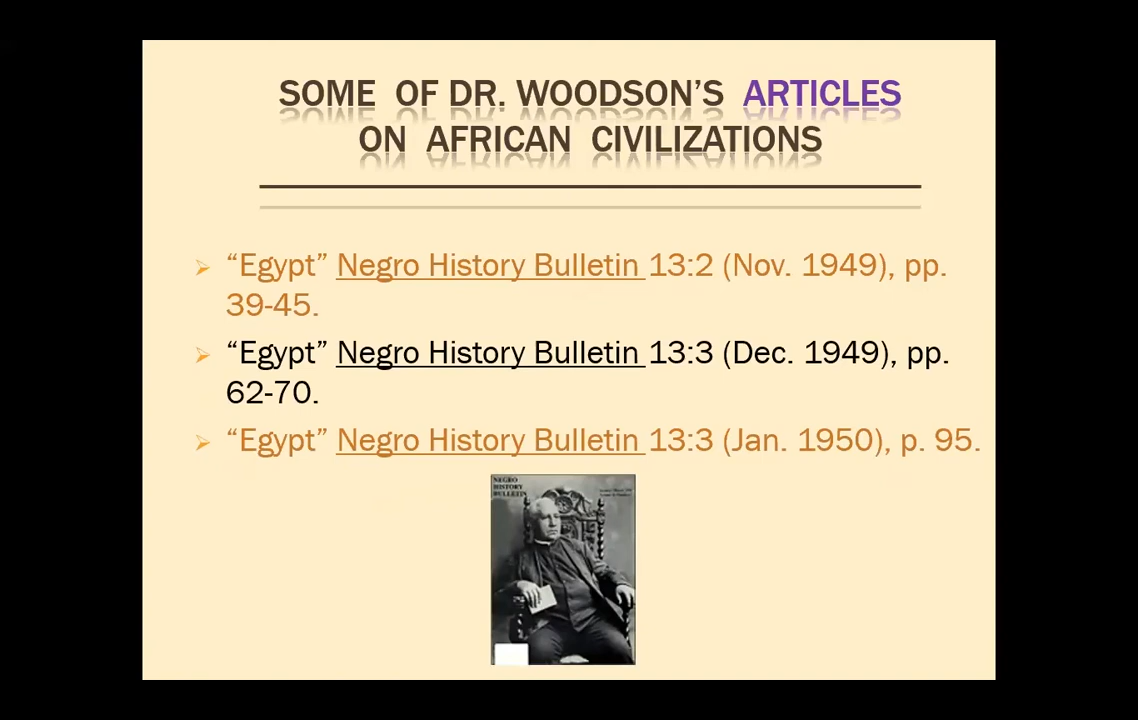 SOME OF DR. WOODSON’S ARTICLES
ON AFRICAN CIVILIZATIONS
“Egypt” Negro History Bulletin 13:2 (Nov. 1949), pp.
39-45.
“Egypt” Negro History Bulletin 13:3 (Dec. 1949), pp.
62-70.
“Egypt” Negro History Bulletin 13:3 (Jan. 1950), p. 95.
NEGRO
HISTORY
BULLETIN